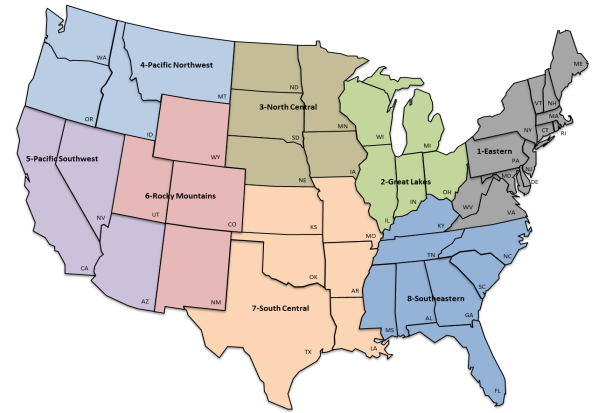 WA
ME
4-Pacific Northwest
ND
MT
VT
NH
3-North Central
MA
OR
MN
NY
CT
RI
ID
SD
WI
MI
1-Eastern
5-Pacific Southwest
WY
PA
NJ
IA
MD
DE
NE
2-Great Lakes
OH
6-Rocky Mountains
IN
WV
UT
IL
VA
NV
CO
KS
MO
KY
TN
NC
CA
OK
SC
AZ
NM
AR
8-Southeastern
7-South Central
GA
MS
AL
TX
LA
FL